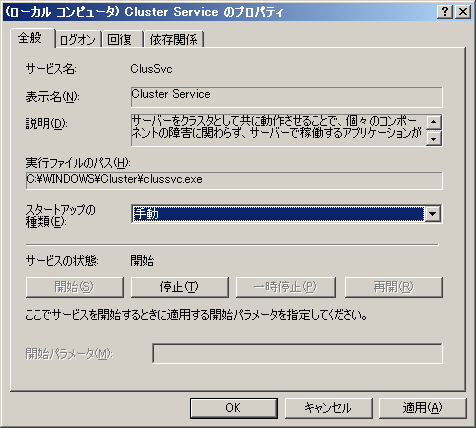 (ローカル コンピュータ) Cluster Service のプロパティ
全般 ログオン 回復 依存関係
サービス名: ClusSvc
表示名(N): Cluster Service
説明(D): サーバーをクラスタとして共に動作させることで、個々のコンポー
ネントの障害に関わらず、サーバーで稼働するアプリケーションが
実行ファイルのパス(H):
C:¥WINDOWS¥Cluster¥clussvc.exe
スタートアップの
種類(E): 手動
サービスの状態: 開始
開始(S) 停止(T) 一時停止(P) 再開(R)
ここでサービスを開始するときに適用する開始パラメータを指定してください。
開始パラメータ(M):
OK キャンセル 適用(A)